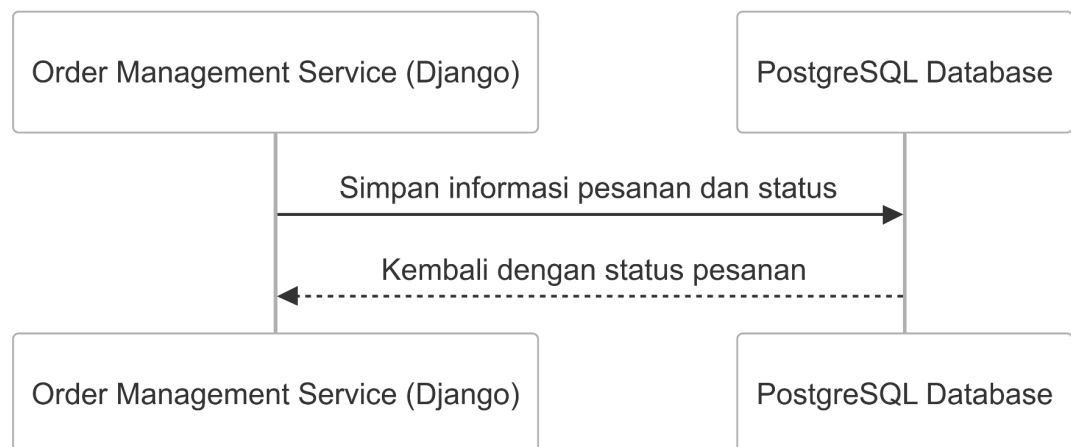 Order Management Service (Django)
PostgreSQL Database
Simpan informasi pesanan dan status
Kembali dengan status pesanan
Order Management Service (Django)
PostgreSQL Database